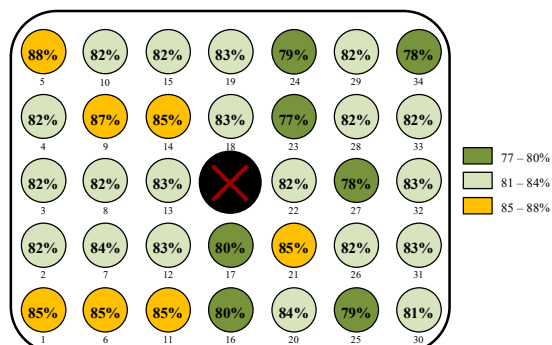 88% 82% 82% 83% 79% 82% 78%
5 10 15 19 24 29 34
82% 87% 85% 83% 77% 82% 82%
4 9 14 18 23 28 33
82% 82% 83% 82% 78% 83%
3 8 13 22 27 32
77 – 80%
81 – 84%
85 – 88%
82% 84% 83% 80% 85% 82% 83%
2 7 12 17 21 26 31
85% 85% 85% 80% 84% 79% 81%
1 6 11 16 20 25 30